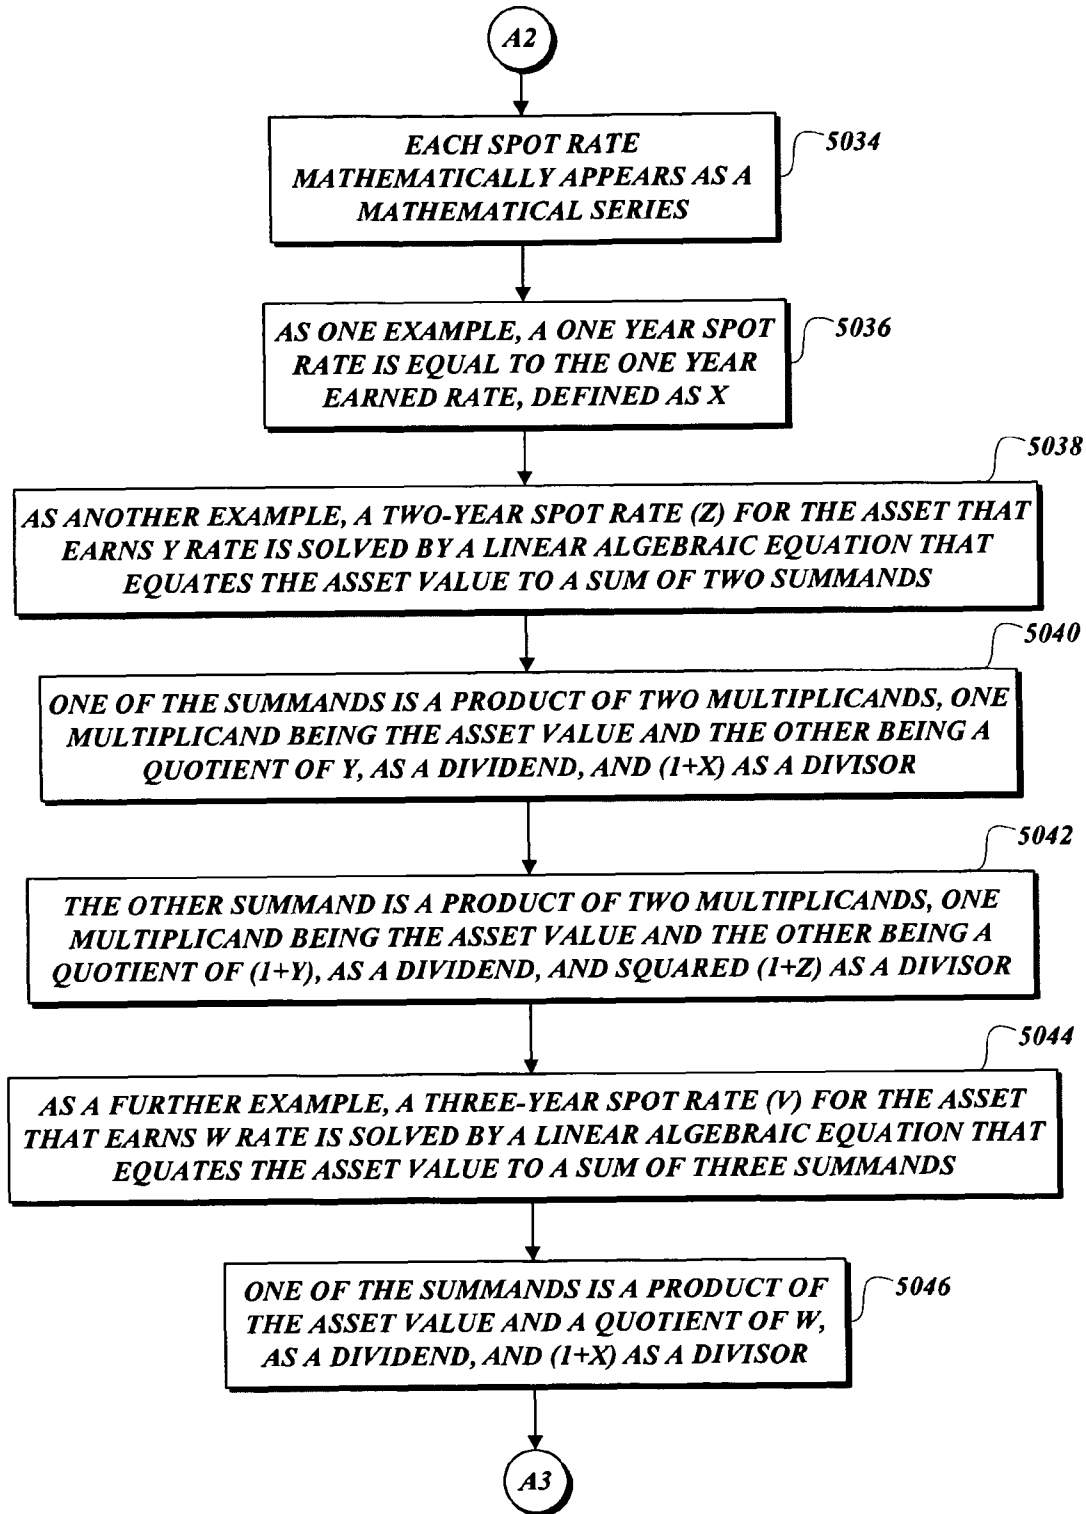 A2
EACH SPOT RATE
MATHEMATICALLY APPEARS AS A
MATHEMATICAL SERIES
5034
AS ONE EXAMPLE, A ONE YEAR SPOT
RATE IS EQUAL TO THE ONE YEAR
EARNED RATE, DEFINED AS X
5036
AS ANOTHER EXAMPLE, A TWO-YEAR SPOT RATE (Z) FOR THE ASSET THAT
EARNS Y RATE IS SOLVED BY A LINEAR ALGEBRAIC EQUATION THAT
EQUATES THE ASSET VALUE TO A SUM OF TWO SUMMANDS
5038
ONE OF THE SUMMANDS IS A PRODUCT OF TWO MULTIPLICANDS, ONE
MULTIPLICAND BEING THE ASSET VALUE AND THE OTHER BEING A
QUOTIENT OF Y, AS A DIVIDEND, AND (1+X) AS A DIVISOR
5040
THE OTHER SUMMAND IS A PRODUCT OF TWO MULTIPLICANDS, ONE
MULTIPLICAND BEING THE ASSET VALUE AND THE OTHER BEING A
QUOTIENT OF (1+Y), AS A DIVIDEND, AND SQUARED (1+Z) AS A DIVISOR
5042
AS A FURTHER EXAMPLE, A THREE-YEAR SPOT RATE (V) FOR THE ASSET
THAT EARNS W RATE IS SOLVED BY A LINEAR ALGEBRAIC EQUATION THAT
EQUATES THE ASSET VALUE TO A SUM OF THREE SUMMANDS
5044
ONE OF THE SUMMANDS IS A PRODUCT OF
THE ASSET VALUE AND A QUOTIENT OF W,
AS A DIVIDEND, AND (1+X) AS A DIVISOR
5046
A3